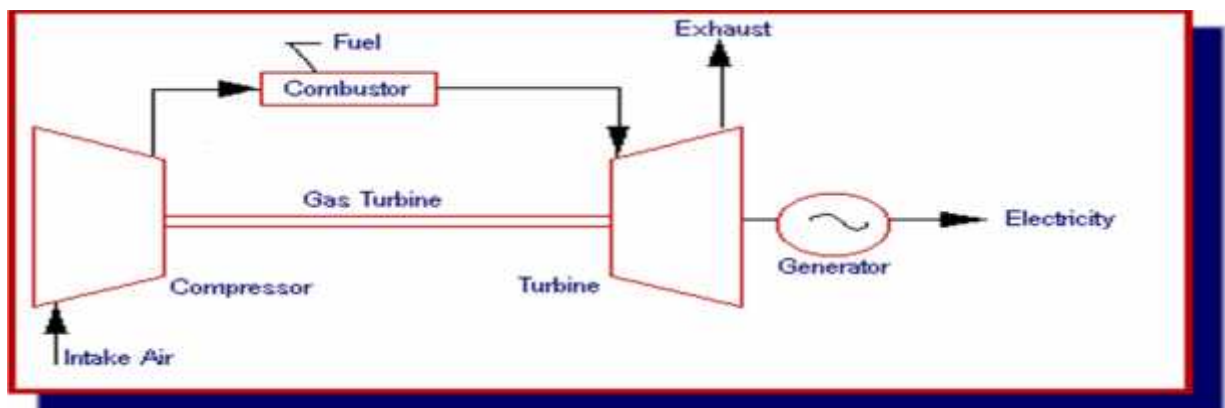 Exhaust
Fuel
Combustor
Gas Turbine
Electricity
Generator
Compressor
Turbine
Intake Air